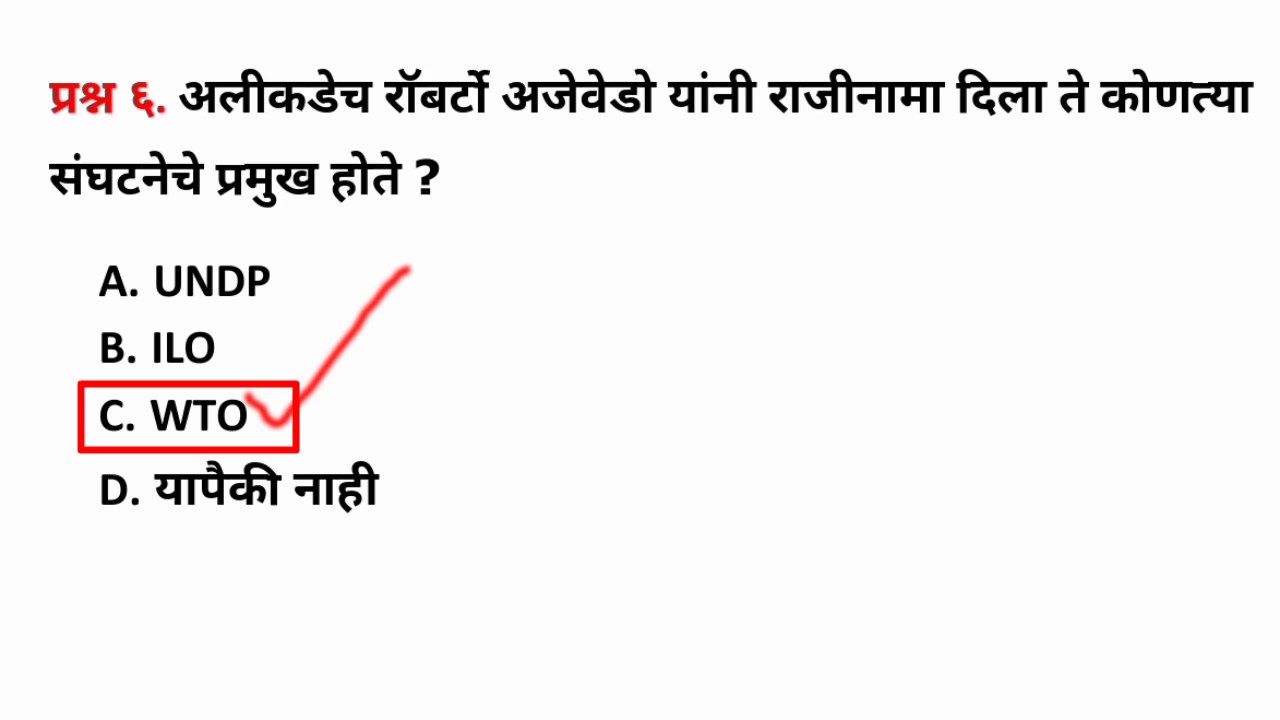 प्रश्न ६. अलीकडेच रॉबर्टो अजेवेडो यांनी राजीनामा दिला ते कोणत्या
संघटनेचे प्रमुख होते ?
A. UNDP
B. ILO
C. WTO
D. यापैकी नाही